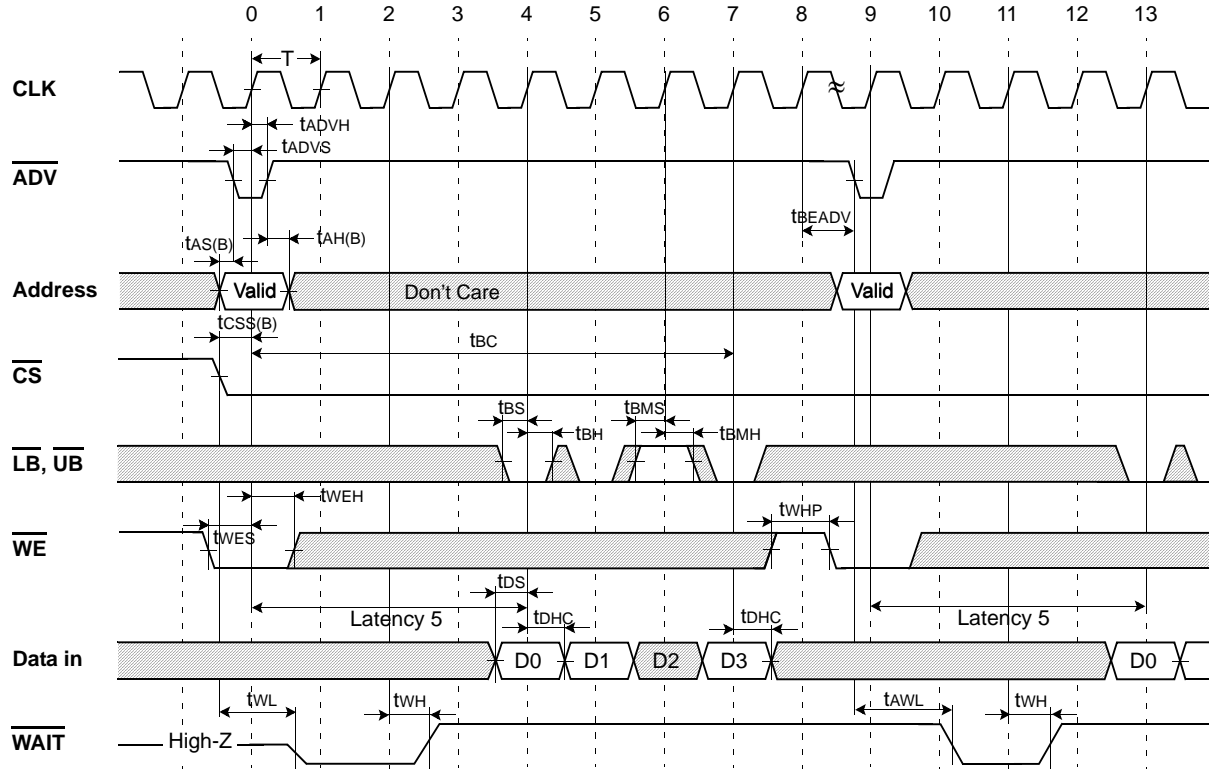 0 1 2 3 4 5 6 7 8 9 10 11 12 13
T
CLK
tADVH
tADVS
ADV
tBEADV
tAS(B) tAH(B)
Address Valid Don't Care Valid
tCSS(B)
tBC
CS
tBS tBMS
tBH tBMH
LB, UB
tWEH
tWHP
tWES
WE
tDS
Latency 5 tDHC tDHC Latency 5
Data in D0 D1 D2 D3 D0
tWL tWH tAWL tWH
WAIT High-Z